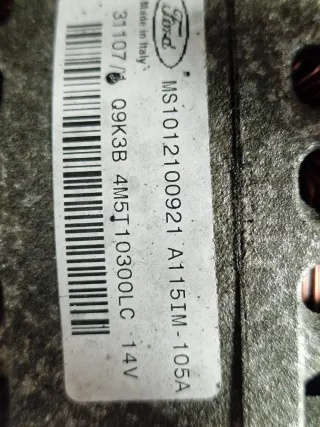 Ford
Made in Italy
MS1012100921 A115IM-105A
31107/ Q9K3B 4M5T10300LC 14V